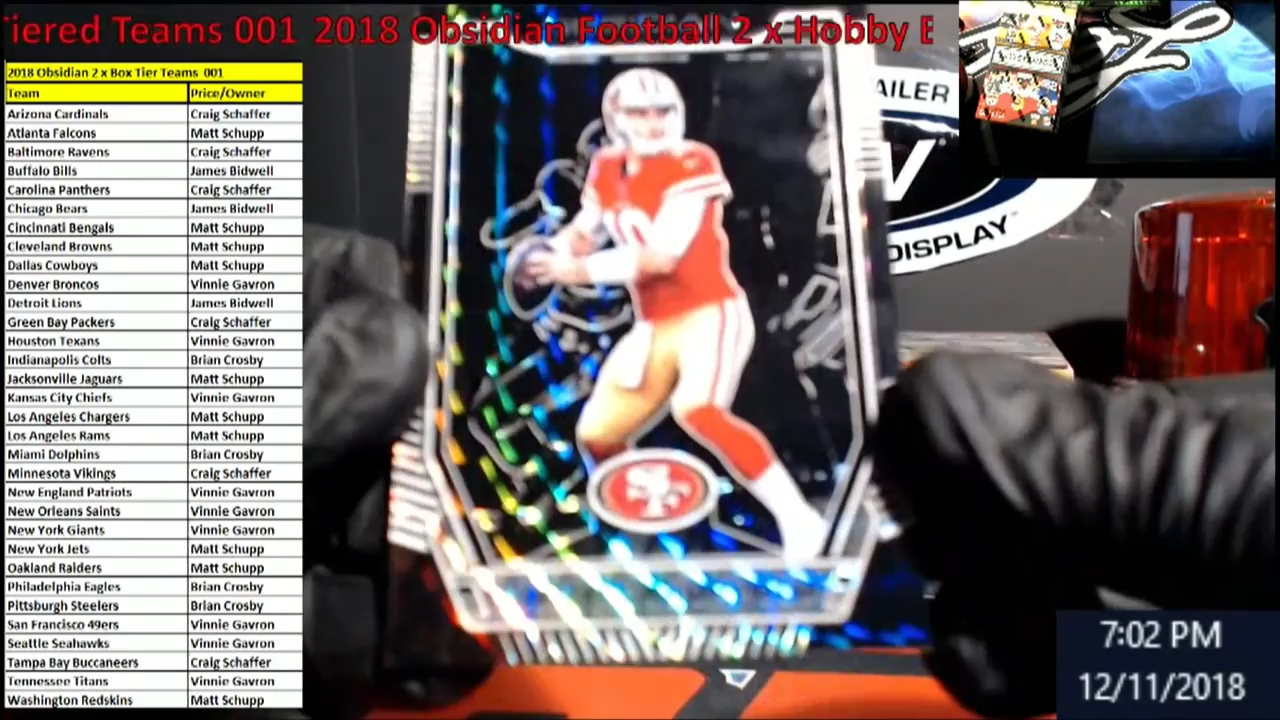 Tiered Teams 001 2018 Obsidian Football 2 x Hobby B
2018 Obsidian 2 x Box Tier Teams 001
Team Price/Owner
Arizona Cardinals Craig Schaffer
Atlanta Falcons Matt Schupp
Baltimore Ravens Craig Schaffer
Buffalo Bills James Bidwell
Carolina Panthers Craig Schaffer
Chicago Bears James Bidwell
Cincinnati Bengals Matt Schupp
Cleveland Browns Matt Schupp
Dallas Cowboys Matt Schupp
Denver Broncos Vinnie Gavron
Detroit Lions James Bidwell
Green Bay Packers Craig Schaffer
Houston Texans Vinnie Gavron
Indianapolis Colts Brian Crosby
Jacksonville Jaguars Matt Schupp
Kansas City Chiefs Vinnie Gavron
Los Angeles Chargers Matt Schupp
Los Angeles Rams Matt Schupp
Miami Dolphins Brian Crosby
Minnesota Vikings Craig Schaffer
New England Patriots Vinnie Gavron
New Orleans Saints Vinnie Gavron
New York Giants Vinnie Gavron
New York Jets Matt Schupp
Oakland Raiders Matt Schupp
Philadelphia Eagles Brian Crosby
Pittsburgh Steelers Brian Crosby
San Francisco 49ers Vinnie Gavron
Seattle Seahawks Vinnie Gavron
Tampa Bay Buccaneers Craig Schaffer
Tennessee Titans Vinnie Gavron
Washington Redskins Matt Schupp
AILER
DISPLAY
10
SF
7:02 PM
12/11/2018